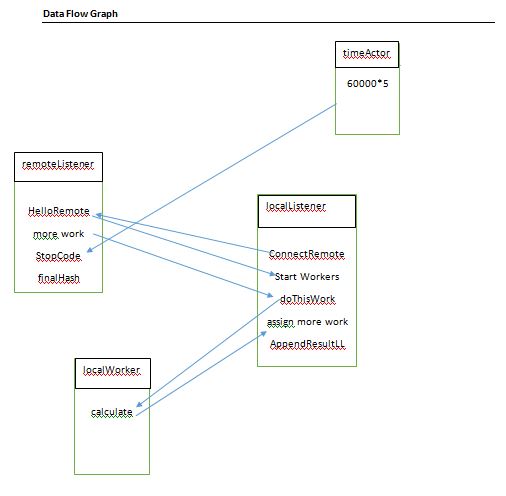 Data Flow Graph
timeActor
60000*5
remoteListener
HelloRemote
more work
StopCode
finalHash
localListener
ConnectRemote
Start Workers
doThisWork
assign more work
AppendResultLL
localWorker
calculate